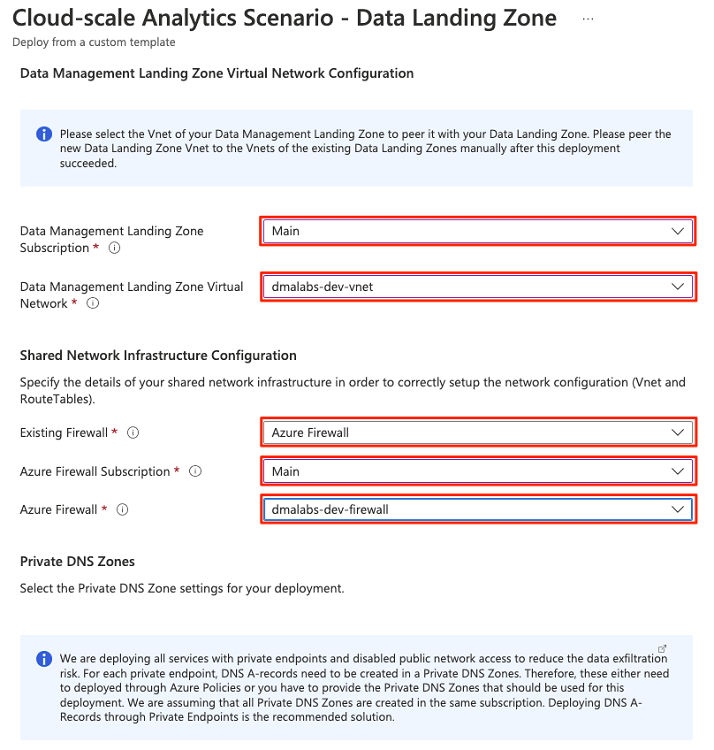 Cloud-scale Analytics Scenario - Data Landing Zone ...
Deploy from a custom template
Data Management Landing Zone Virtual Network Configuration
Please select the Vnet of your Data Management Landing Zone to peer it with your Data Landing Zone. Please peer the
new Data Landing Zone Vnet to the Vnets of the existing Data Landing Zones manually after this deployment
succeeded.
Data Management Landing Zone
Subscription *
Main
Data Management Landing Zone Virtual
Network *
dmalabs-dev-vnet
Shared Network Infrastructure Configuration
Specify the details of your shared network infrastructure in order to correctly setup the network configuration (Vnet and
RouteTables).
Existing Firewall *
Azure Firewall
Azure Firewall Subscription *
Main
Azure Firewall *
dmalabs-dev-firewall
Private DNS Zones
Select the Private DNS Zone settings for your deployment.
We are deploying all services with private endpoints and disabled public network access to reduce the data exfiltration
risk. For each private endpoint, DNS A-records need to be created in a Private DNS Zones. Therefore, these either need
to deployed through Azure Policies or you have to provide the Private DNS Zones that should be used for this
deployment. We are assuming that all Private DNS Zones are created in the same subscription. Deploying DNS A-
Records through Private Endpoints is the recommended solution.